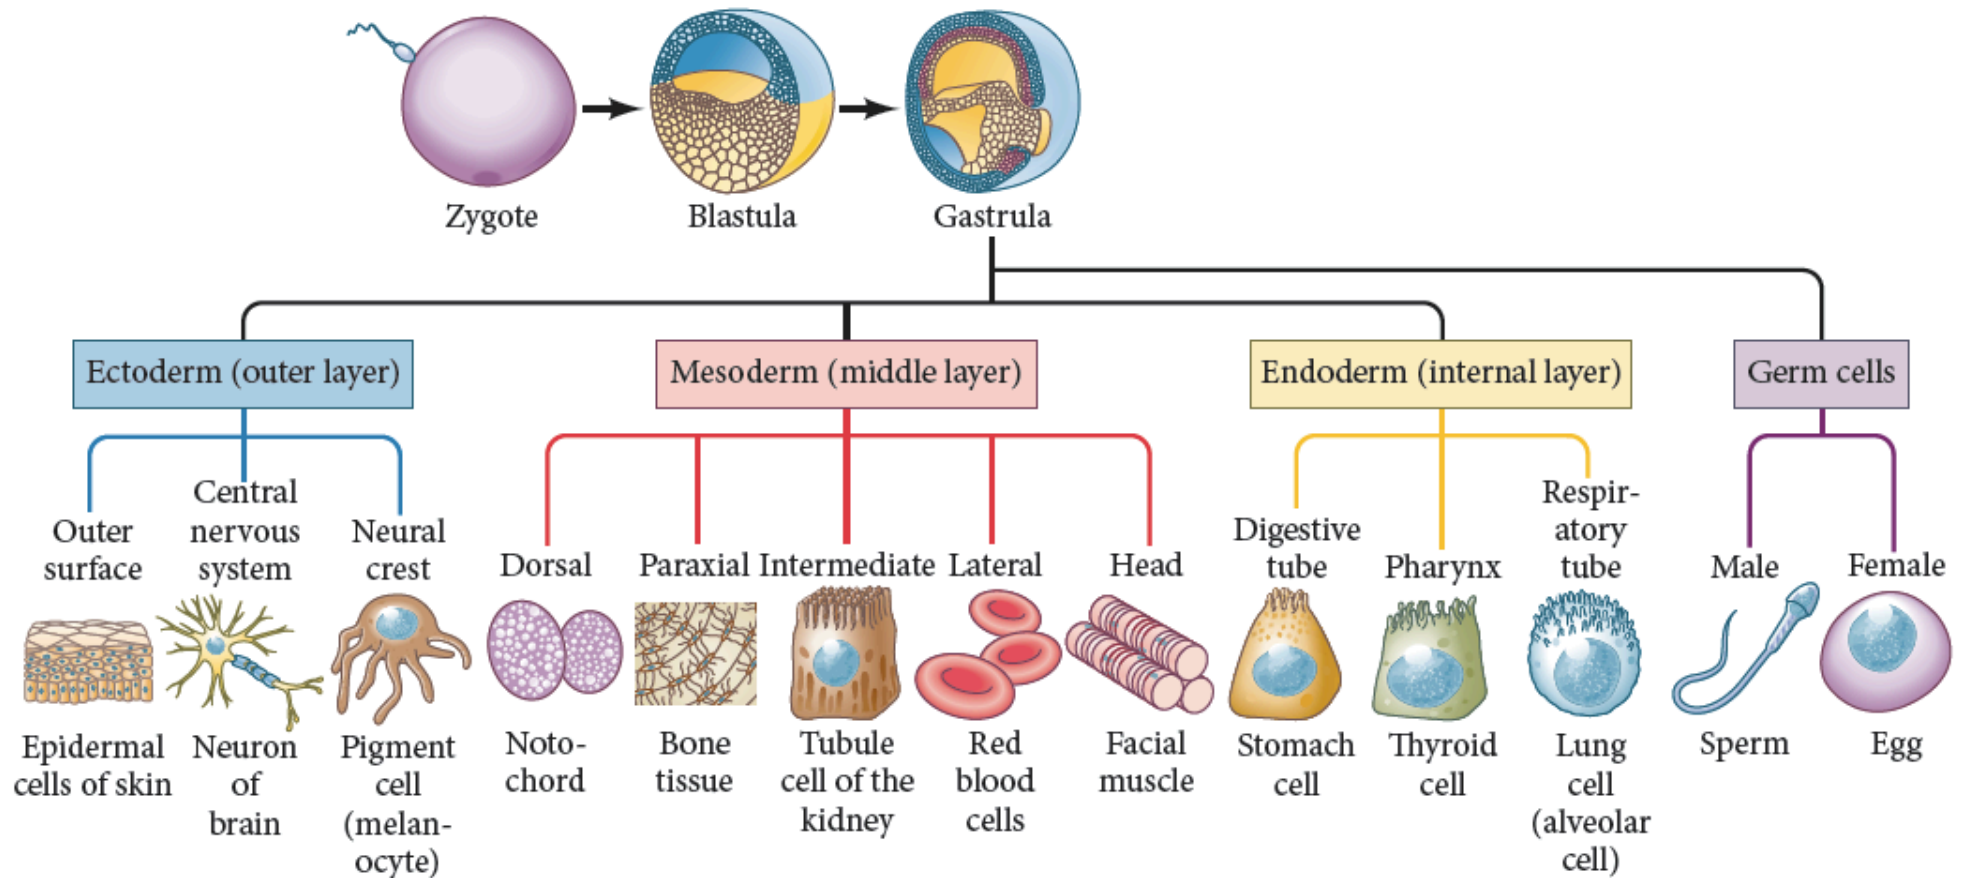 Zygote
Blastula
Gastrula
Ectoderm (outer layer)
Mesoderm (middle layer)
Endoderm (internal layer)
Germ cells
Outer
surface
Central
nervous
system
Neural
crest
Dorsal
Paraxial
Intermediate
Lateral
Head
Digestive
tube
Pharynx
Respir-
atory
tube
Male
Female
Epidermal
cells of skin
Neuron
of
brain
Pigment
cell
(melan-
ocyte)
Noto-
chord
Bone
tissue
Tubule
cell of the
kidney
Red
blood
cells
Facial
muscle
Stomach
cell
Thyroid
cell
Lung
cell
(alveolar
cell)
Sperm
Egg